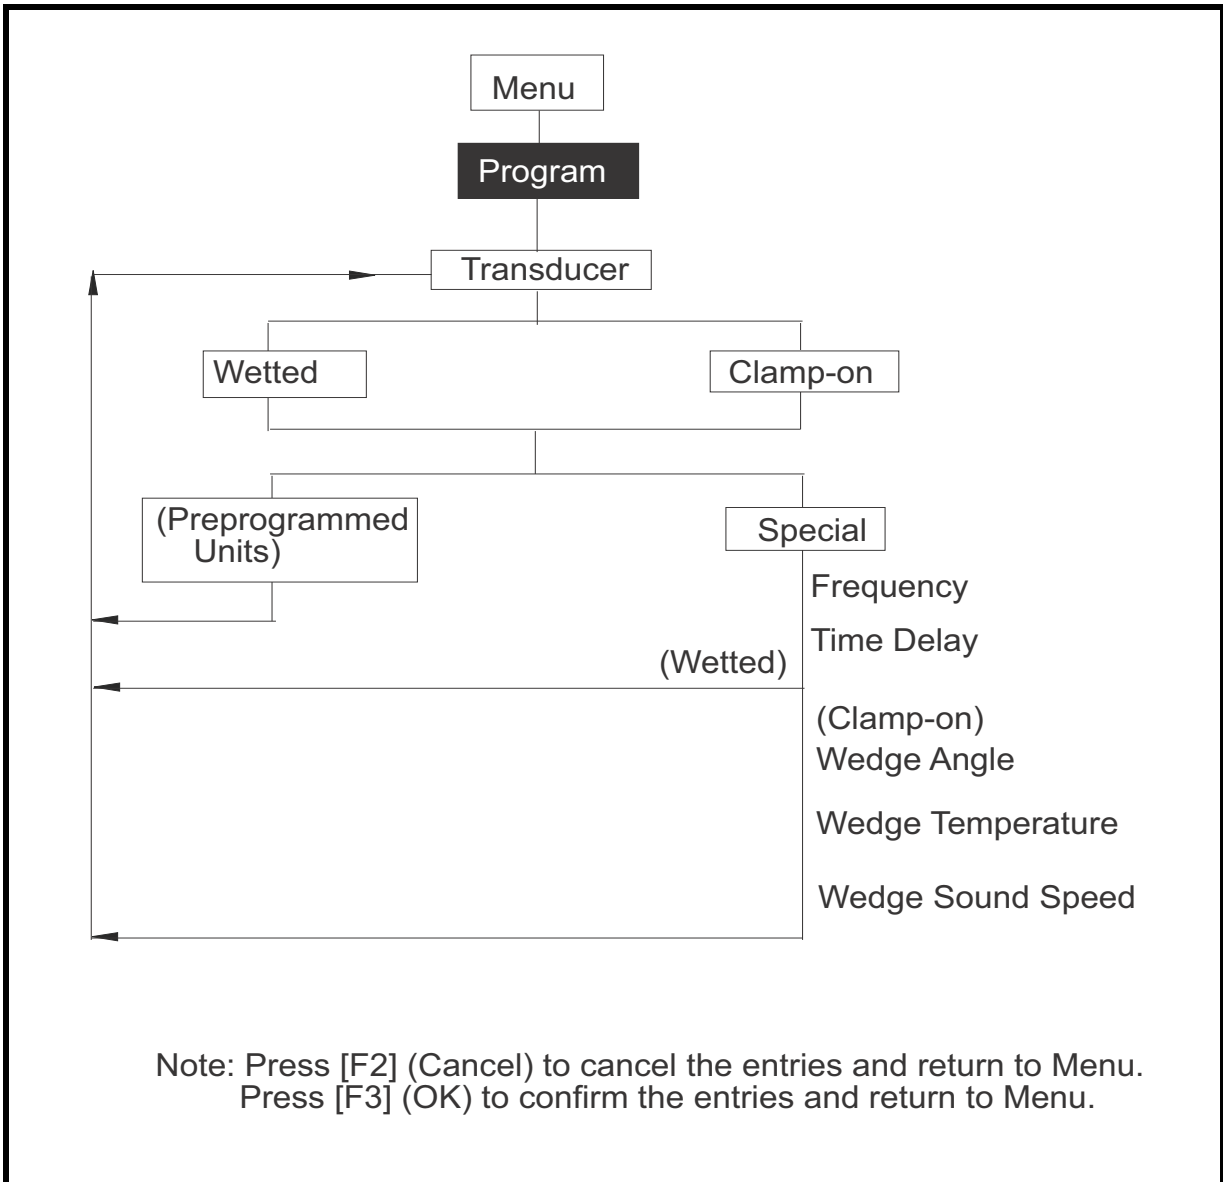 Menu
Program
Transducer
Wetted
Clamp-on
(Preprogrammed
Units)
Special
Frequency
Time Delay
(Wetted)
(Clamp-on)
Wedge Angle
Wedge Temperature
Wedge Sound Speed
Note: Press [F2] (Cancel) to cancel the entries and return to Menu.
Press [F3] (OK) to confirm the entries and return to Menu.